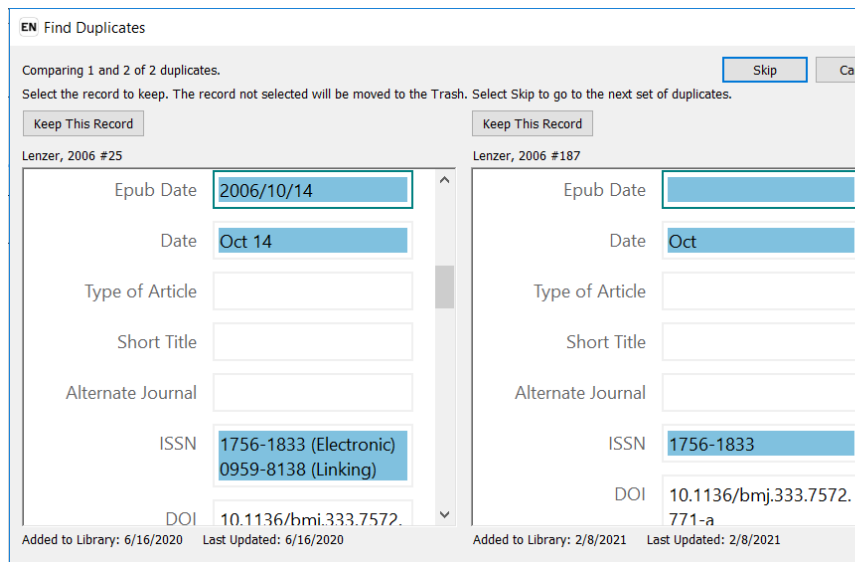 EN Find Duplicates
Comparing 1 and 2 of 2 duplicates.
Skip
Ca
Select the record to keep. The record not selected will be moved to the Trash. Select Skip to go to the next set of duplicates.
Keep This Record
Keep This Record
Lenzer, 2006 #25
Lenzer, 2006 #187
Epub Date
2006/10/14
Date
Oct 14
Type of Article
Short Title
Alternate Journal
ISSN
1756-1833 (Electronic)
0959-8138 (Linking)
DOI
10.1136/bmj.333.7572.
Added to Library: 6/16/2020 Last Updated: 6/16/2020
Epub Date
Date
Oct
Type of Article
Short Title
Alternate Journal
ISSN
1756-1833
DOI
10.1136/bmj.333.7572.
771-a
Added to Library: 2/8/2021 Last Updated: 2/8/2021